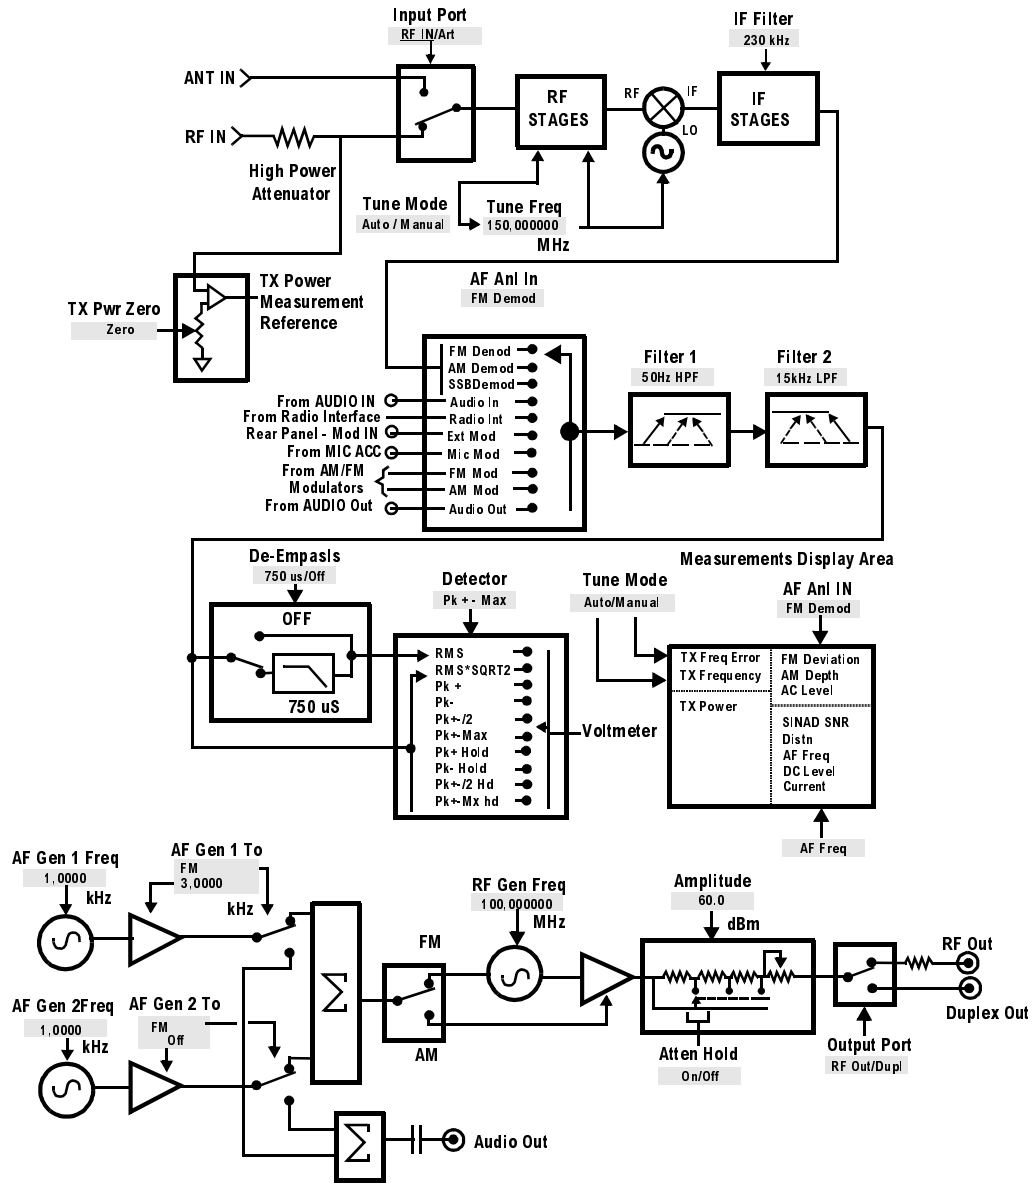 Input Port
RF IN/Art
IF Filter
230 kHz
ANT IN
RF IN
High Power
Attenuator
RF
STAGES
RF
IF
LO
IF
STAGES
Tune Mode
Auto / Manual
Tune Freq
150,000000
MHz
TX Pwr Zero
Zero
TX Power
Measurement
Reference
AF Anl In
FM Demod
FM Denod
AM Demod
SSBDemod
Audio In
Radio Int
Ext Mod
Mic Mod
FM Mod
AM Mod
Audio Out
From AUDIO IN
From Radio Interface
Rear Panel - Mod IN
From MIC ACC
From AM/FM
Modulators
From AUDIO Out
Filter 1
50Hz HPF
Filter 2
15kHz LPF
De-Empasls
750 us/Off
OFF
750 uS
Detector
Pk + - Max
RMS
RMS*SQRT2
Pk +
Pk-
Pk+-/2
Pk+-Max
Pk+ Hold
Pk- Hold
Pk+-/2 Hd
Pk+-Mx hd
Voltmeter
Measurements Display Area
Tune Mode
Auto/Manual
AF Anl IN
FM Demod
TX Freq Error
TX Frequency
TX Power
FM Deviation
AM Depth
AC Level
SINAD SNR
Distn
AF Freq
DC Level
Current
AF Freq
AF Gen 1 Freq
1,0000
kHz
AF Gen 1 To
FM
3,0000
kHz
AF Gen 2Freq
1,0000
kHz
AF Gen 2 To
FM
Off
Σ
Σ
Audio Out
FM
AM
RF Gen Freq
100,000000
MHz
Amplitude
60.0
dBm
Atten Hold
On/Off
RF Out
Duplex Out
Output Port
RF Out/Dupl